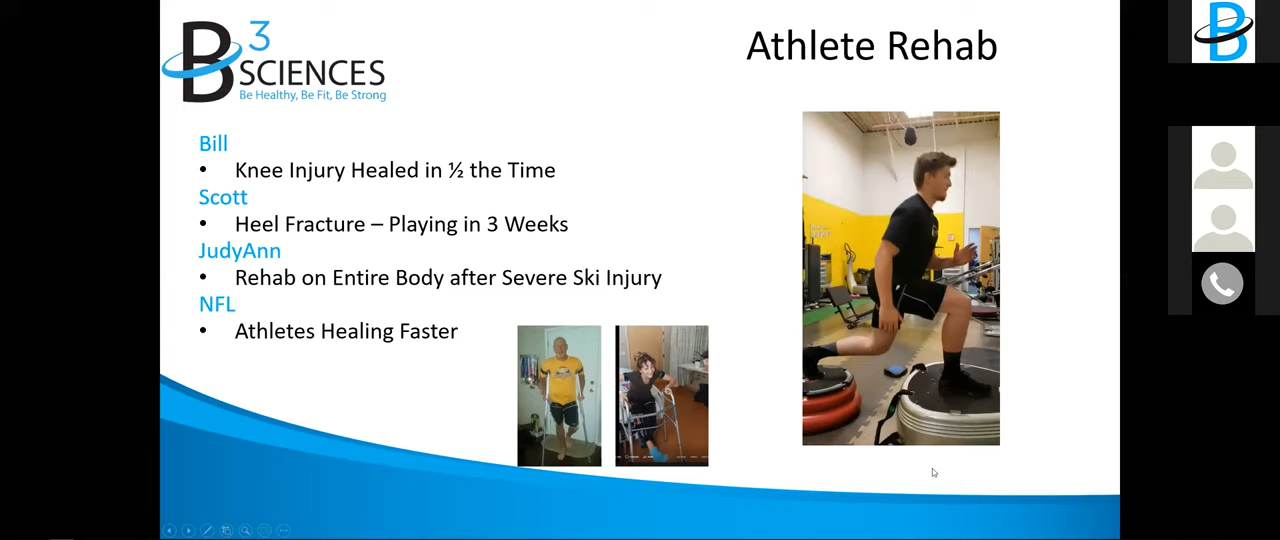 Athlete Rehab
B3 SCIENCES
Be Healthy, Be Fit, Be Strong
Bill
• Knee Injury Healed in ½ the Time
Scott
• Heel Fracture – Playing in 3 Weeks
JudyAnn
• Rehab on Entire Body after Severe Ski Injury
NFL
• Athletes Healing Faster
B